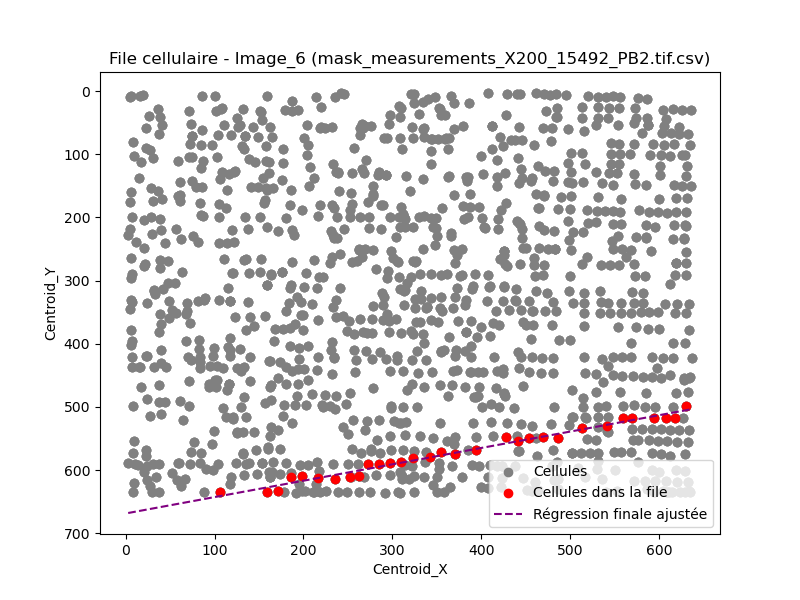 File cellulaire - Image_6 (mask_measurements_X200_15492_PB2.tif.csv)
0
100
200
300
400
500
600
700
Centroid_Y
0
100
200
300
400
500
600
Centroid_X
Cellules
Cellules dans la file
Régression finale ajustée